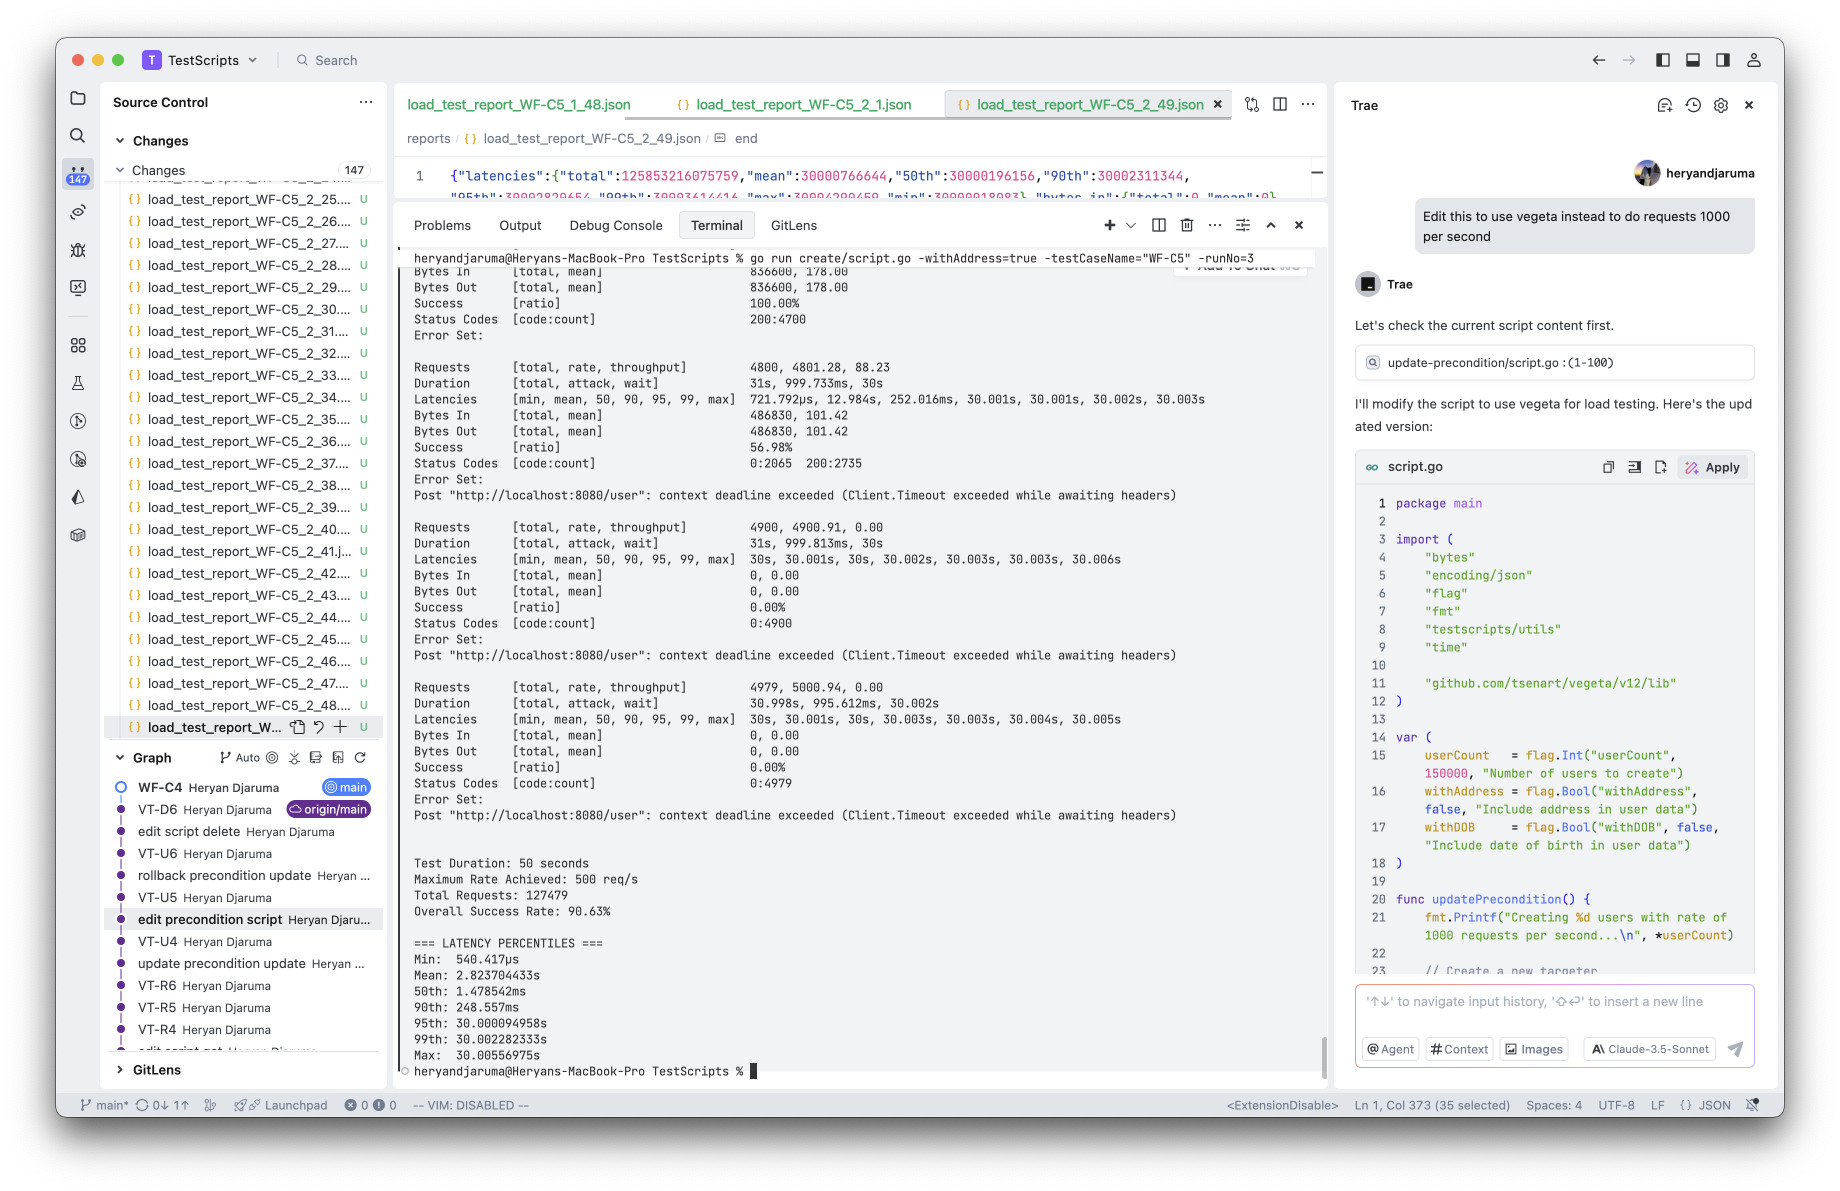 T TestScripts
Search
Source Control
Changes
Changes 147
147
load_test_report_WF-C5_2_25.... U
load_test_report_WF-C5_2_26.... U
load_test_report_WF-C5_2_27.... U
load_test_report_WF-C5_2_28.... U
load_test_report_WF-C5_2_29.... U
load_test_report_WF-C5_2_30.... U
load_test_report_WF-C5_2_31.... U
load_test_report_WF-C5_2_32.... U
load_test_report_WF-C5_2_33.... U
load_test_report_WF-C5_2_34.... U
load_test_report_WF-C5_2_35.... U
load_test_report_WF-C5_2_36.... U
load_test_report_WF-C5_2_37.... U
load_test_report_WF-C5_2_38.... U
load_test_report_WF-C5_2_39.... U
load_test_report_WF-C5_2_40.... U
load_test_report_WF-C5_2_41.j... U
load_test_report_WF-C5_2_42.... U
load_test_report_WF-C5_2_43.... U
load_test_report_WF-C5_2_44.... U
load_test_report_WF-C5_2_45.... U
load_test_report_WF-C5_2_46.... U
load_test_report_WF-C5_2_47.... U
load_test_report_WF-C5_2_48.... U
load_test_report_W... U
Graph Auto
WF-C4 Heryan Djaruma main
VT-D6 Heryan Djaruma origin/main
edit script delete Heryan Djaruma
VT-U6 Heryan Djaruma
rollback precondition update Heryan ...
VT-U5 Heryan Djaruma
edit precondition script Heryan Djaru...
VT-U4 Heryan Djaruma
update precondition update Heryan ...
VT-R6 Heryan Djaruma
VT-R5 Heryan Djaruma
VT-R4 Heryan Djaruma
GitLens
load_test_report_WF-C5_1_48.json {} load_test_report_WF-C5_2_1.json {} load_test_report_WF-C5_2_49.json
reports / {} load_test_report_WF-C5_2_49.json / end
1 {"latencies":{"total":125853216075759,"mean":30000766644,"50th":30000196156,"90th":30002311344,
"95th":30002820654,"99th":30003614416,"max":30004290459,"min":30000018083},"bytes_in":{"total":0,"mean":0},
Problems Output Debug Console Terminal GitLens
heryandjaruma@Heryans-MacBook-Pro TestScripts % go run create/script.go -withAddress=true -testCaseName="WF-C5" -runNo=3
Bytes In [total, mean] 836600, 178.00
Bytes Out [total, mean] 836600, 178.00
Success [ratio] 100.00%
Status Codes [code:count] 200:4700
Error Set:
Requests [total, rate, throughput] 4800, 4801.28, 88.23
Duration [total, attack, wait] 31s, 999.733ms, 30s
Latencies [min, mean, 50, 90, 95, 99, max] 721.792µs, 12.984s, 252.016ms, 30.001s, 30.001s, 30.002s, 30.003s
Bytes In [total, mean] 486830, 101.42
Bytes Out [total, mean] 486830, 101.42
Success [ratio] 56.98%
Status Codes [code:count] 0:2065 200:2735
Error Set:
Post "http://localhost:8080/user": context deadline exceeded (Client.Timeout exceeded while awaiting headers)
Requests [total, rate, throughput] 4900, 4900.91, 0.00
Duration [total, attack, wait] 31s, 999.813ms, 30s
Latencies [min, mean, 50, 90, 95, 99, max] 30s, 30.001s, 30s, 30.002s, 30.003s, 30.003s, 30.006s
Bytes In [total, mean] 0, 0.00
Bytes Out [total, mean] 0, 0.00
Success [ratio] 0.00%
Status Codes [code:count] 0:4900
Error Set:
Post "http://localhost:8080/user": context deadline exceeded (Client.Timeout exceeded while awaiting headers)
Requests [total, rate, throughput] 4979, 5000.94, 0.00
Duration [total, attack, wait] 30.998s, 995.612ms, 30.002s
Latencies [min, mean, 50, 90, 95, 99, max] 30s, 30.001s, 30s, 30.003s, 30.003s, 30.004s, 30.005s
Bytes In [total, mean] 0, 0.00
Bytes Out [total, mean] 0, 0.00
Success [ratio] 0.00%
Status Codes [code:count] 0:4979
Error Set:
Post "http://localhost:8080/user": context deadline exceeded (Client.Timeout exceeded while awaiting headers)
Test Duration: 50 seconds
Maximum Rate Achieved: 500 req/s
Total Requests: 127479
Overall Success Rate: 90.63%
=== LATENCY PERCENTILES ===
Min: 540.417µs
Mean: 2.823704433s
50th: 1.478542ms
90th: 248.557ms
95th: 30.000094958s
99th: 30.002282333s
Max: 30.00556975s
heryandjaruma@Heryans-MacBook-Pro TestScripts %
Trae
heryandjaruma
Edit this to use vegeta instead to do requests 1000
per second
Trae
Let's check the current script content first.
update-precondition/script.go :(1-100)
I'll modify the script to use vegeta for load testing. Here's the upd
ated version:
script.go Apply
1 package main
2
3 import (
4 "bytes"
5 "encoding/json"
6 "flag"
7 "fmt"
8 "testscripts/utils"
9 "time"
10
11 "github.com/tsenart/vegeta/v12/lib"
12 )
13
14 var (
15 userCount = flag.Int("userCount",
150000, "Number of users to create")
16 withAddress = flag.Bool("withAddress",
false, "Include address in user data")
17 withDOB = flag.Bool("withDOB", false,
"Include date of birth in user data")
18 )
19
20 func updatePrecondition() {
21 fmt.Printf("Creating %d users with rate of
1000 requests per second...\n", *userCount)
22
23 // Create a new targeter
'↑↓' to navigate input history, '⇧⏎' to insert a new line
@ Agent # Context Images Claude-3.5-Sonnet
main* 0↓ 1↑ Launchpad 0 0 -- VIM: DISABLED -- <ExtensionDisable> Ln 1, Col 373 (35 selected) Spaces: 4 UTF-8 LF {} JSON